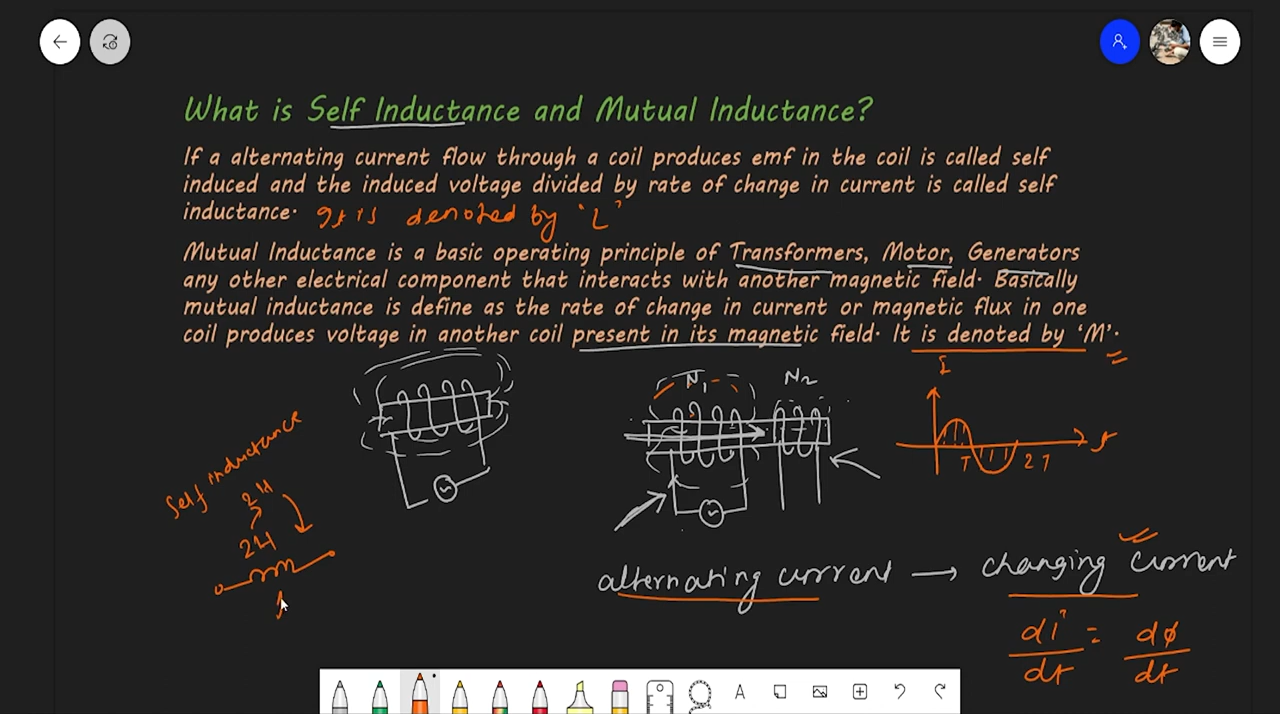 What is Self Inductance and Mutual Inductance?
If a alternating current flow through a coil produces emf in the coil is called self
induced and the induced voltage divided by rate of change in current is called self
inductance. It is denoted by 'L'
Mutual Inductance is a basic operating principle of Transformers, Motor, Generators
any other electrical component that interacts with another magnetic field. Basically
mutual inductance is define as the rate of change in current or magnetic flux in one
coil produces voltage in another coil present in its magnetic field. It is denoted by 'M'.
I
N1 N2
t
T 2T
Self inductance
2H
2H
alternating current → changing current
di/dt = dφ/dt
A